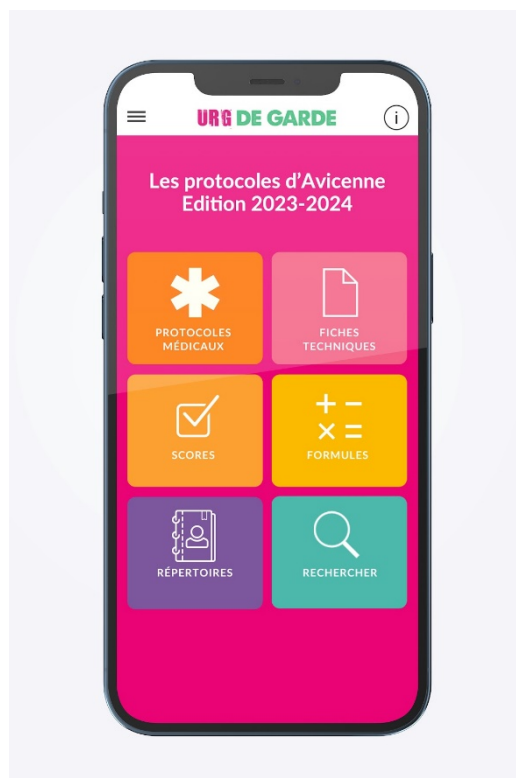 URG DE GARDE
i
Les protocoles d'Avicenne
Edition 2023-2024
PROTOCOLES
MÉDICAUX
FICHES
TECHNIQUES
SCORES
FORMULES
RÉPERTOIRES
RECHERCHER